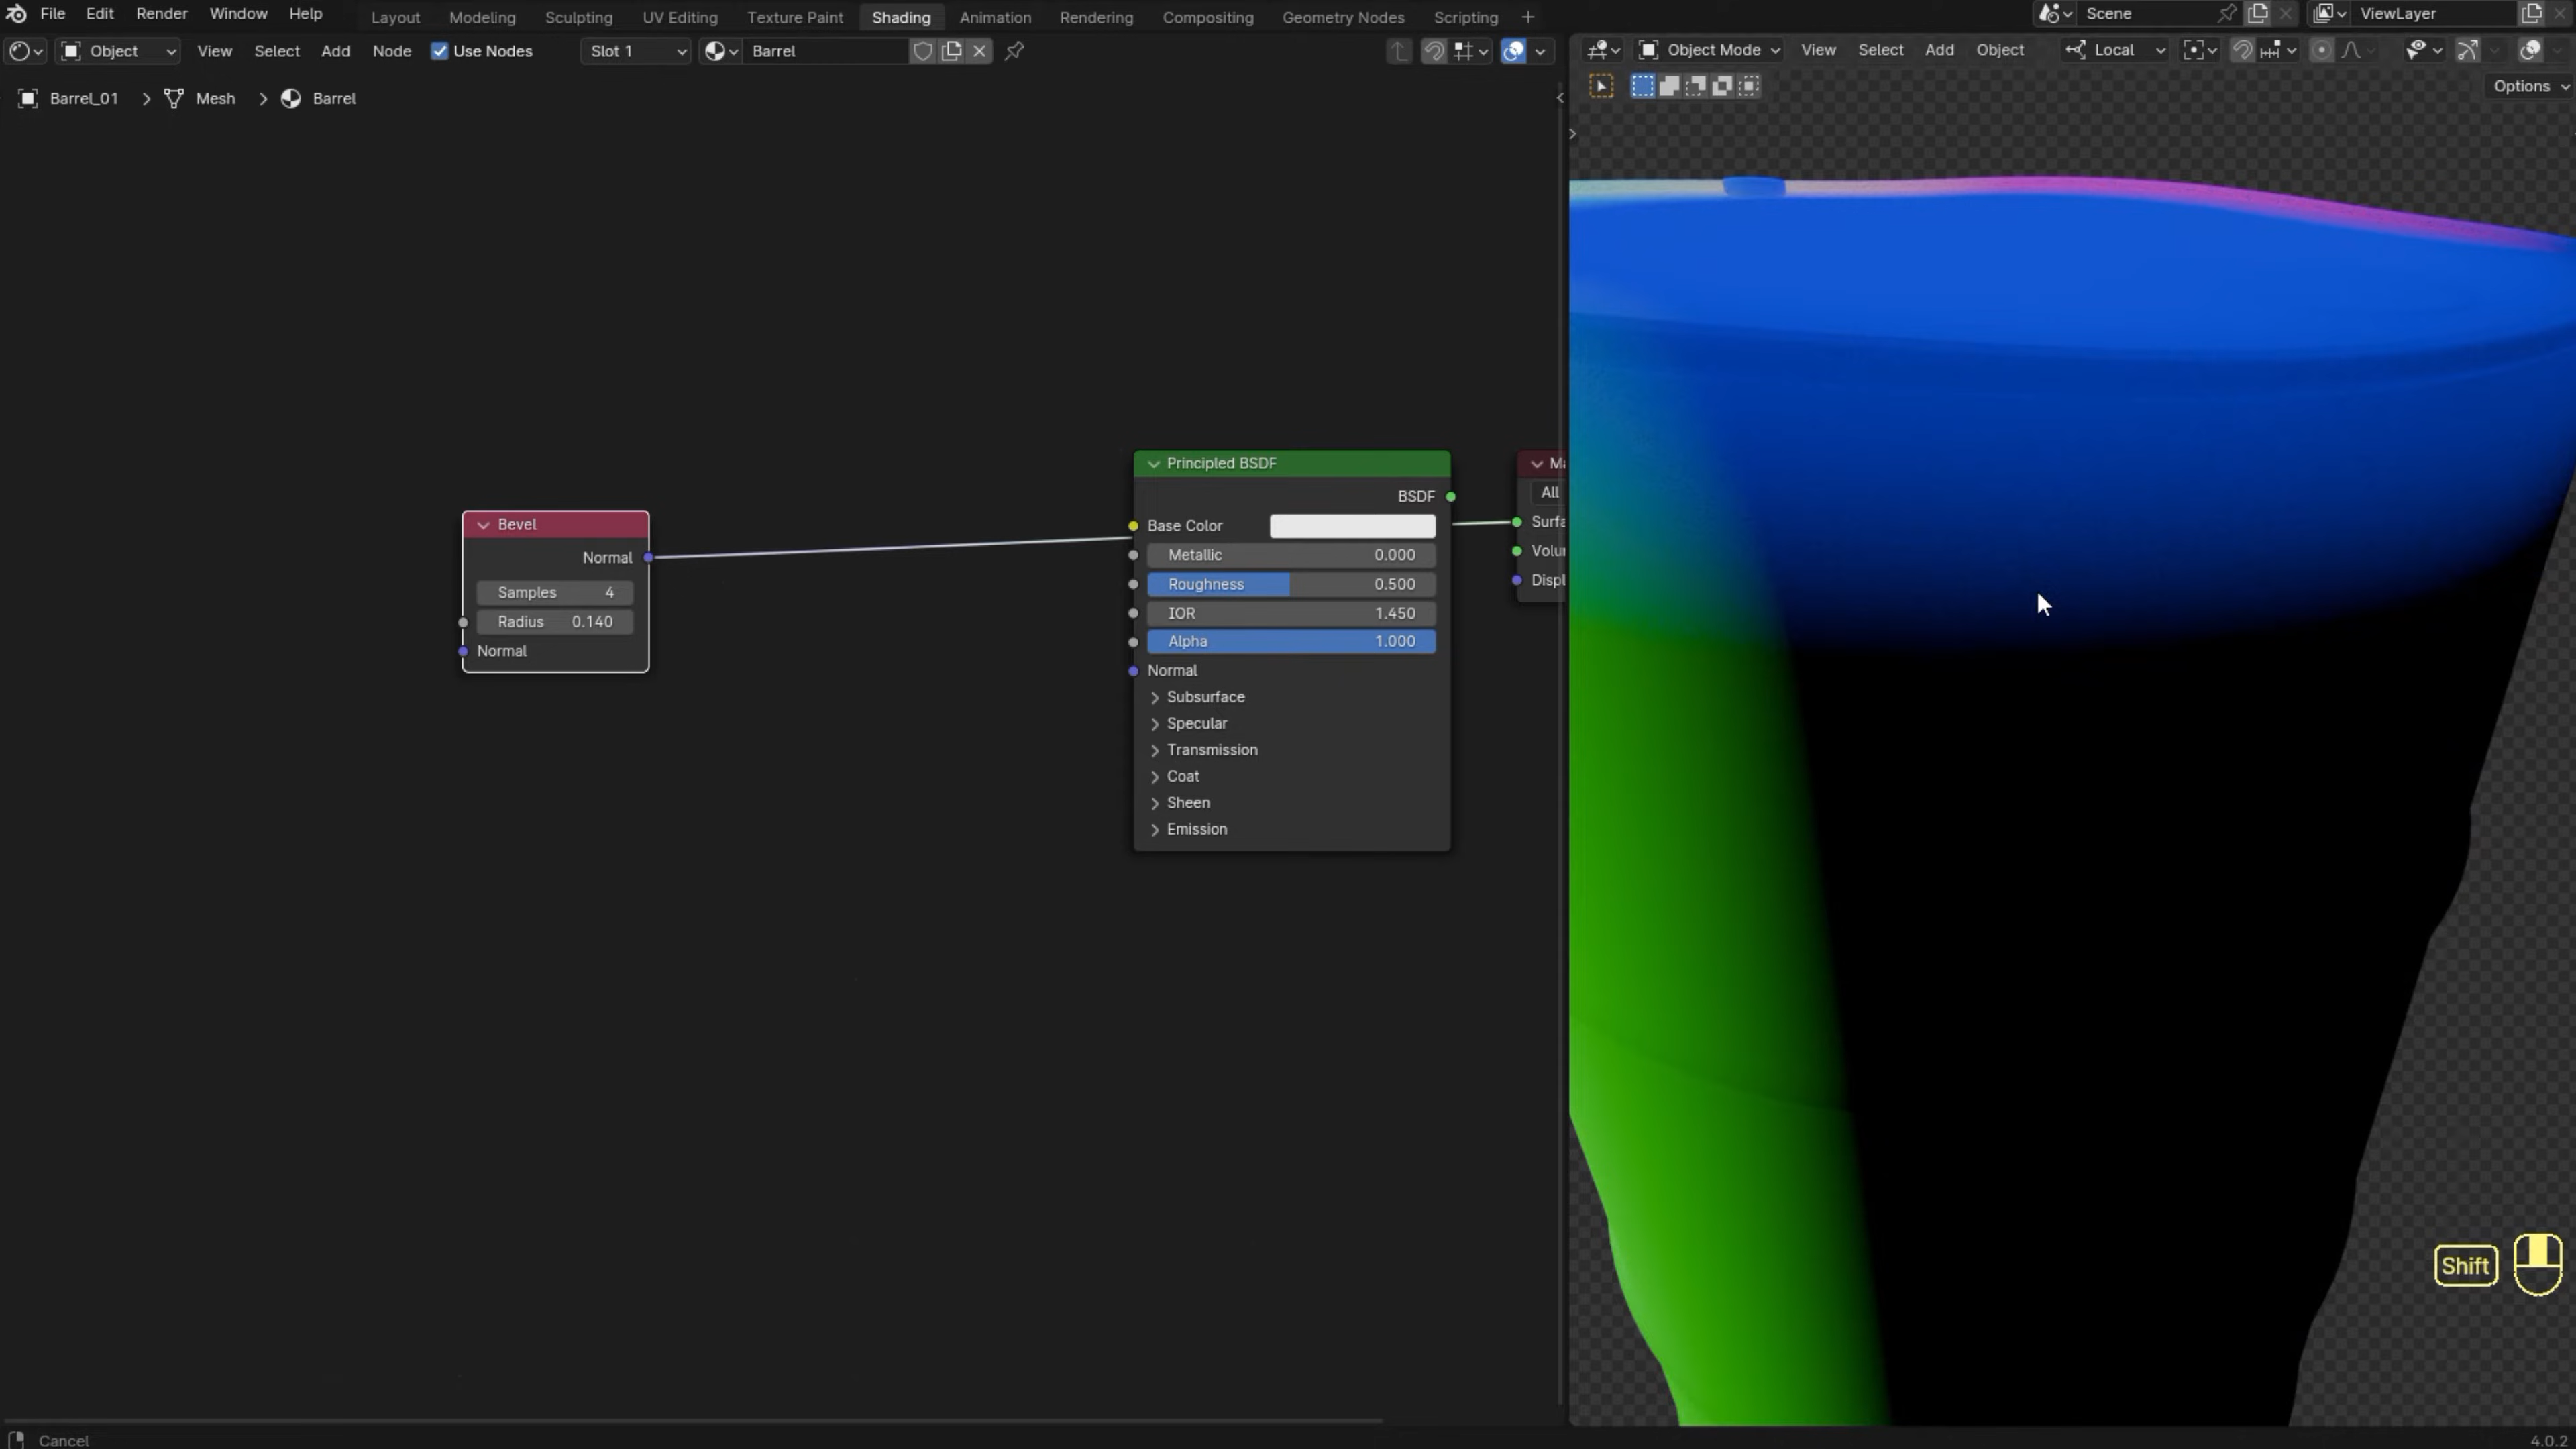 File Edit Render Window Help Layout Modeling Sculpting UV Editing Texture Paint Shading Animation Rendering Compositing Geometry Nodes Scripting + Scene ViewLayer
Object View Select Add Node Use Nodes Slot 1 Barrel Object Mode View Select Add Object Local
Options
Barrel_01 > Mesh > Barrel
Principled BSDF
BSDF
Base Color
Metallic 0.000
Roughness 0.500
IOR 1.450
Alpha 1.000
Normal
Subsurface
Specular
Transmission
Coat
Sheen
Emission
Bevel
Normal
Samples 4
Radius 0.140
Normal
Ma
All
Surfa
Volur
Displ
Shift
Cancel
4.0.2